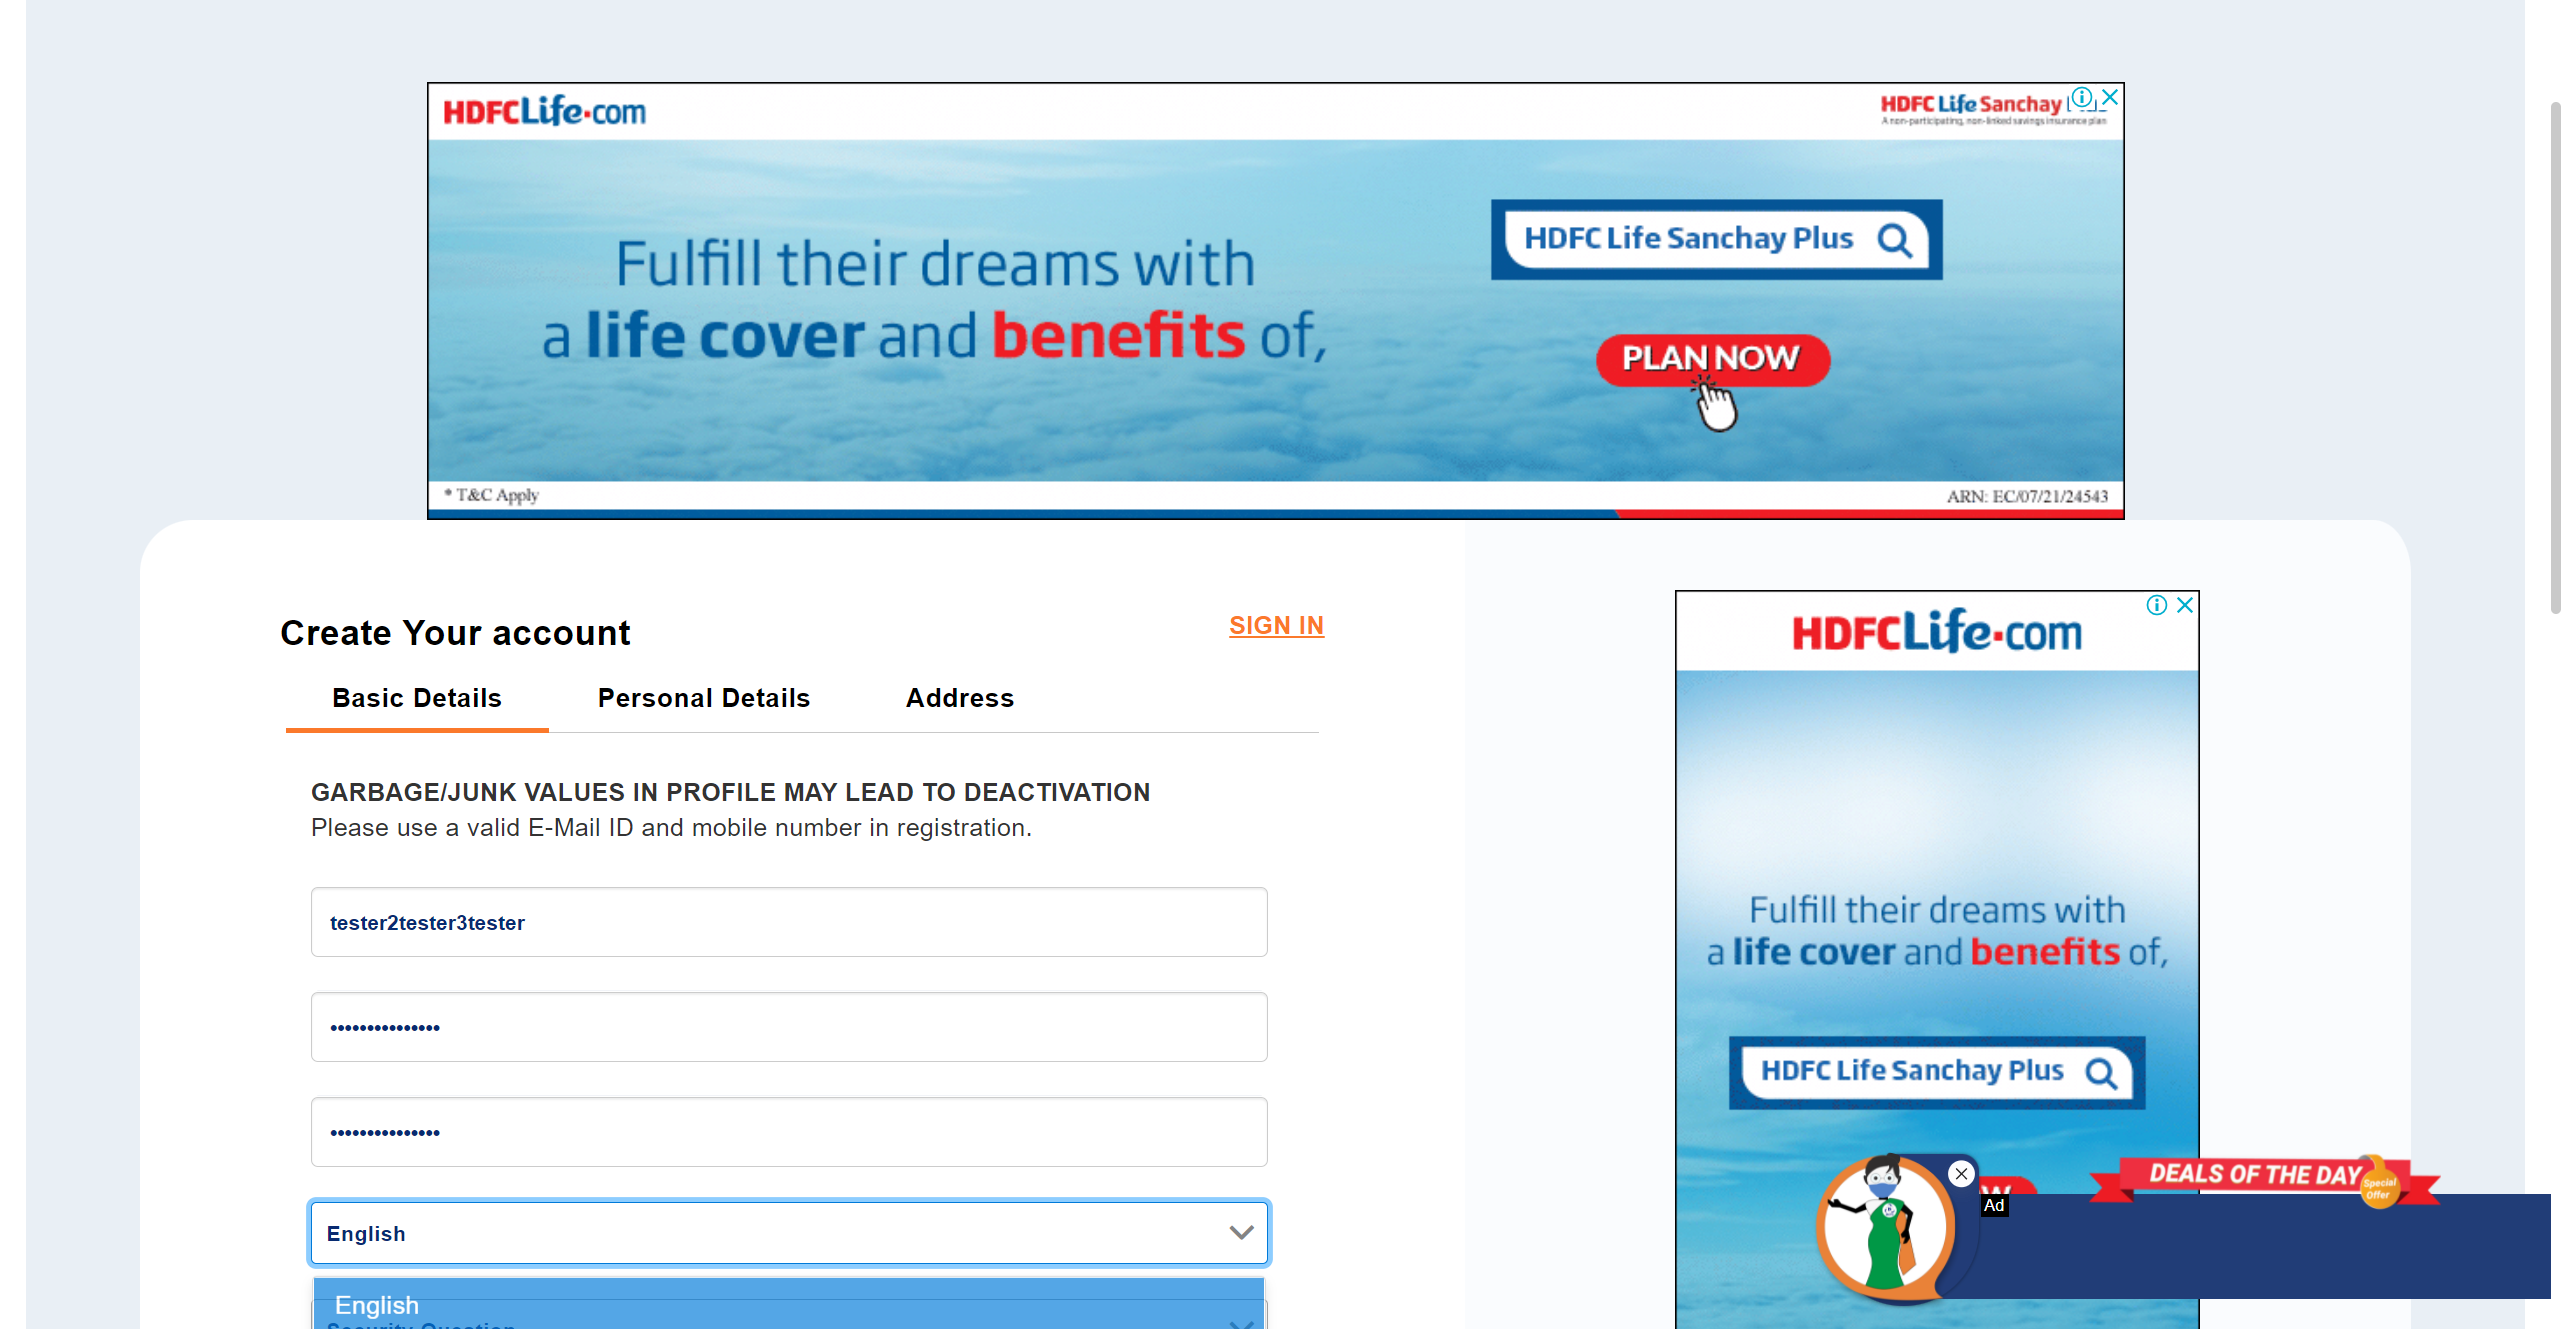 HDFCLife.com
HDFC Life Sanchay
A non-participating, non-linked savings insurance plan
Fulfill their dreams with
a life cover and benefits of,
HDFC Life Sanchay Plus
PLAN NOW
* T&C Apply
ARN: EC/07/21/24543
Create Your account
SIGN IN
Basic Details
Personal Details
Address
GARBAGE/JUNK VALUES IN PROFILE MAY LEAD TO DEACTIVATION
Please use a valid E-Mail ID and mobile number in registration.
tester2tester3tester
•••••••••••••••
•••••••••••••••
English
English
Security Question
HDFCLife.com
Fulfill their dreams with
a life cover and benefits of,
HDFC Life Sanchay Plus
Ad
DEALS OF THE DAY
Special
Offer